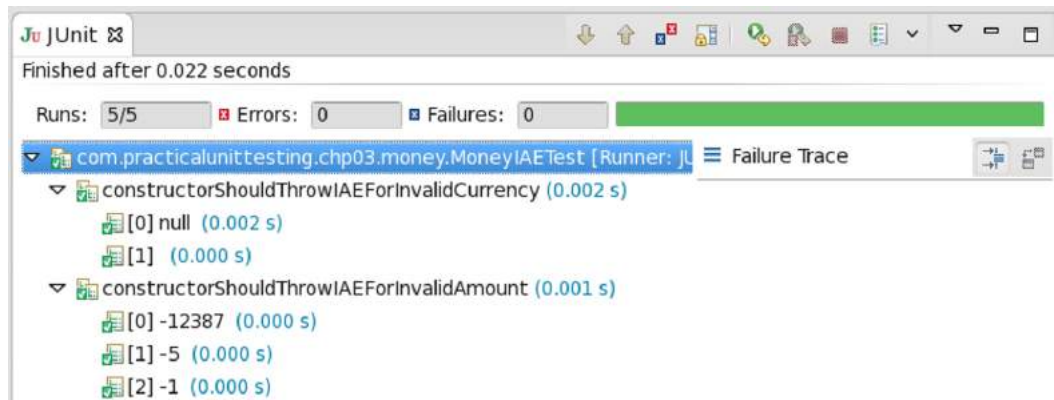 Ju JUnit
Finished after 0.022 seconds
Runs: 5/5 Errors: 0 Failures: 0
com.practicalunittesting.chp03.money.MoneyIAETest [Runner: JU Failure Trace
constructorShouldThrowIAEForInvalidCurrency (0.002 s)
[0] null (0.002 s)
[1] (0.000 s)
constructorShouldThrowIAEForInvalidAmount (0.001 s)
[0] -12387 (0.000 s)
[1] -5 (0.000 s)
[2] -1 (0.000 s)